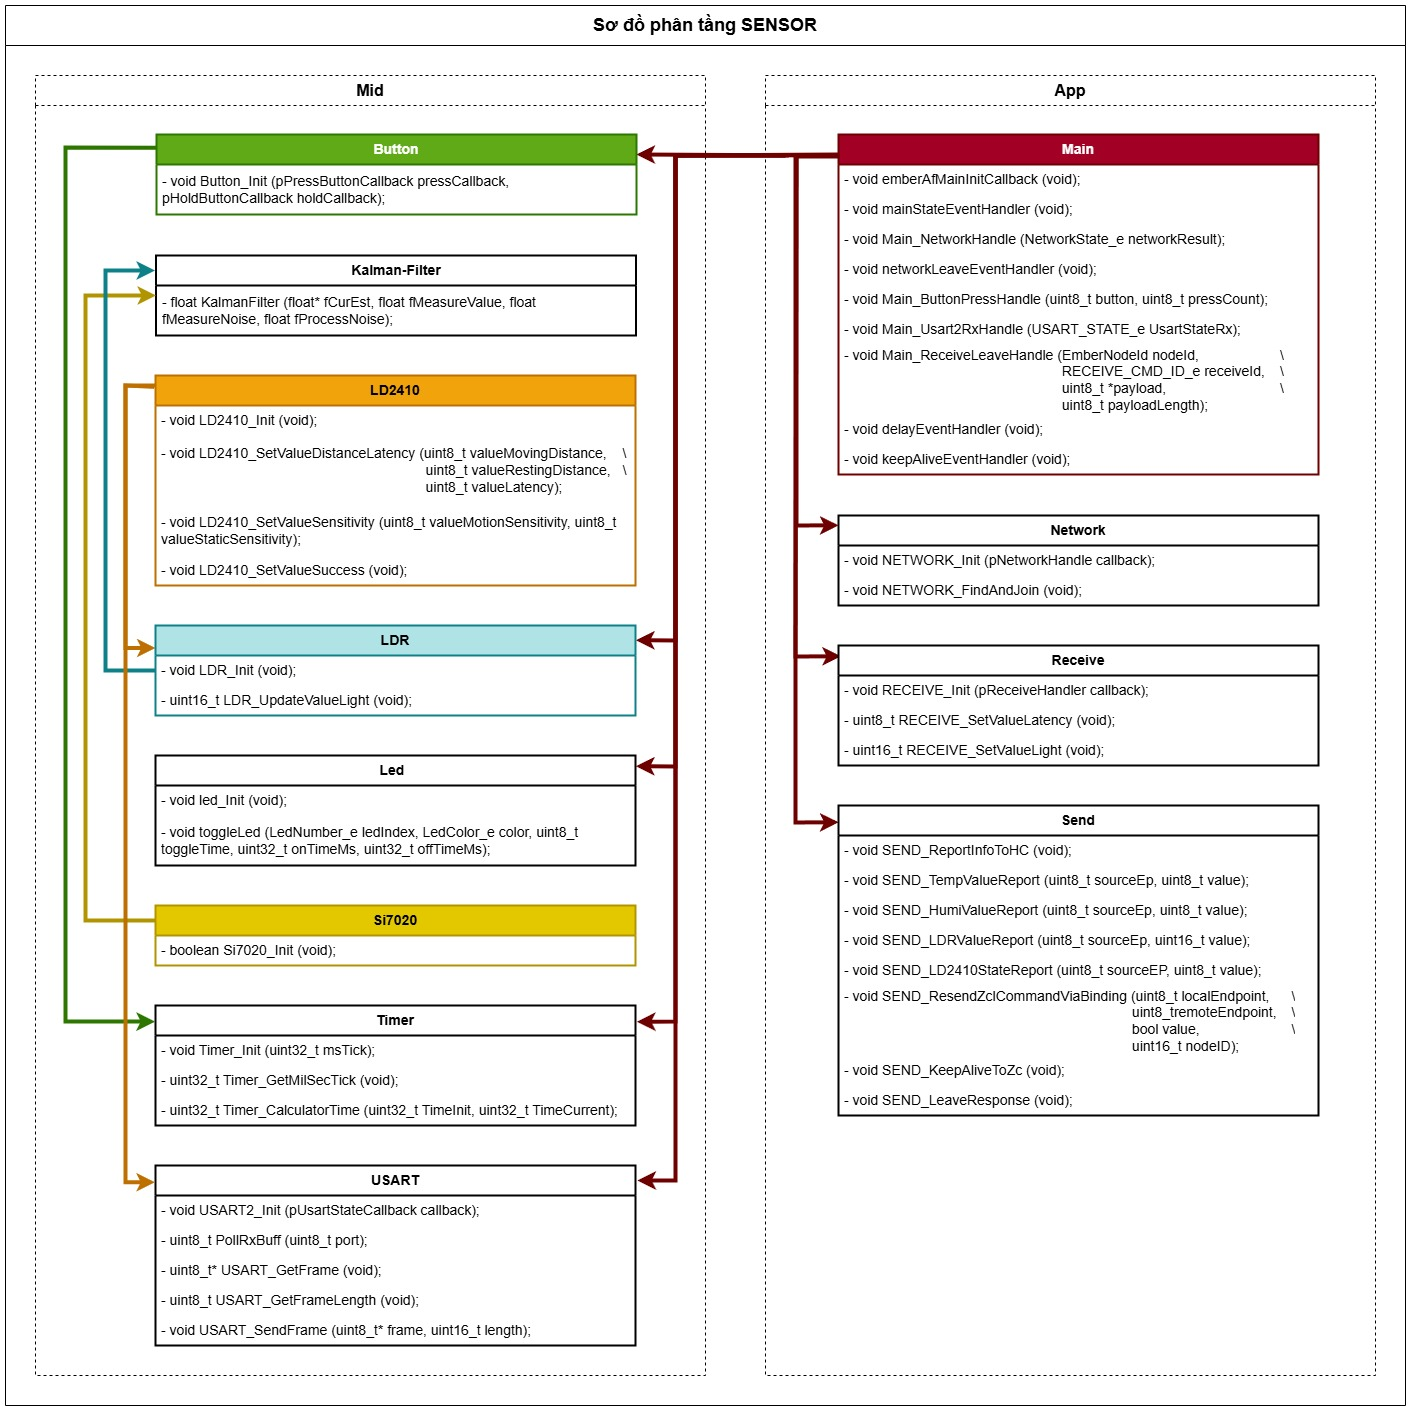 Sơ đồ phân tầng SENSOR
Mid
Button
- void Button_Init (pPressButtonCallback pressCallback,
pHoldButtonCallback holdCallback);
Kalman-Filter
- float KalmanFilter (float* fCurEst, float fMeasureValue, float
fMeasureNoise, float fProcessNoise);
LD2410
- void LD2410_Init (void);
- void LD2410_SetValueDistanceLatency (uint8_t valueMovingDistance, \
uint8_t valueRestingDistance, \
uint8_t valueLatency);
- void LD2410_SetValueSensitivity (uint8_t valueMotionSensitivity, uint8_t
valueStaticSensitivity);
- void LD2410_SetValueSuccess (void);
LDR
- void LDR_Init (void);
- uint16_t LDR_UpdateValueLight (void);
Led
- void led_Init (void);
- void toggleLed (LedNumber_e ledIndex, LedColor_e color, uint8_t
toggleTime, uint32_t onTimeMs, uint32_t offTimeMs);
Si7020
- boolean Si7020_Init (void);
Timer
- void Timer_Init (uint32_t msTick);
- uint32_t Timer_GetMilSecTick (void);
- uint32_t Timer_CalculatorTime (uint32_t TimeInit, uint32_t TimeCurrent);
USART
- void USART2_Init (pUsartStateCallback callback);
- uint8_t PollRxBuff (uint8_t port);
- uint8_t* USART_GetFrame (void);
- uint8_t USART_GetFrameLength (void);
- void USART_SendFrame (uint8_t* frame, uint16_t length);
App
Main
- void emberAfMainInitCallback (void);
- void mainStateEventHandler (void);
- void Main_NetworkHandle (NetworkState_e networkResult);
- void networkLeaveEventHandler (void);
- void Main_ButtonPressHandle (uint8_t button, uint8_t pressCount);
- void Main_Usart2RxHandle (USART_STATE_e UsartStateRx);
- void Main_ReceiveLeaveHandle (EmberNodeId nodeId, \
RECEIVE_CMD_ID_e receiveId, \
uint8_t *payload, \
uint8_t payloadLength);
- void delayEventHandler (void);
- void keepAliveEventHandler (void);
Network
- void NETWORK_Init (pNetworkHandle callback);
- void NETWORK_FindAndJoin (void);
Receive
- void RECEIVE_Init (pReceiveHandler callback);
- uint8_t RECEIVE_SetValueLatency (void);
- uint16_t RECEIVE_SetValueLight (void);
Send
- void SEND_ReportInfoToHC (void);
- void SEND_TempValueReport (uint8_t sourceEp, uint8_t value);
- void SEND_HumiValueReport (uint8_t sourceEp, uint8_t value);
- void SEND_LDRValueReport (uint8_t sourceEp, uint16_t value);
- void SEND_LD2410StateReport (uint8_t sourceEP, uint8_t value);
- void SEND_ResendZclCommandViaBinding (uint8_t localEndpoint, \
uint8_tremoteEndpoint, \
bool value, \
uint16_t nodeID);
- void SEND_KeepAliveToZc (void);
- void SEND_LeaveResponse (void);